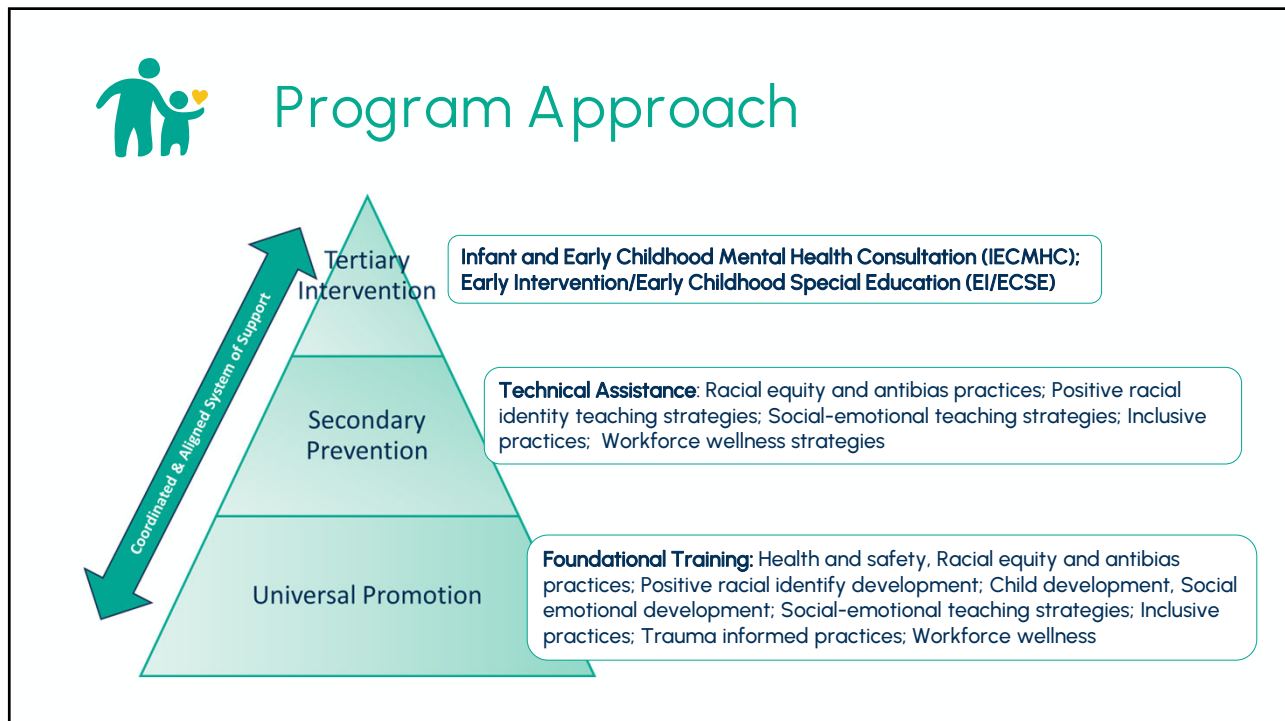 Program Approach
Coordinated & Aligned System of Support
Tertiary
Intervention
Infant and Early Childhood Mental Health Consultation (IECMHC);
Early Intervention/Early Childhood Special Education (EI/ECSE)
Secondary
Prevention
Technical Assistance: Racial equity and antibias practices; Positive racial
identity teaching strategies; Social-emotional teaching strategies; Inclusive
practices; Workforce wellness strategies
Universal Promotion
Foundational Training: Health and safety, Racial equity and antibias
practices; Positive racial identify development; Child development, Social
emotional development; Social-emotional teaching strategies; Inclusive
practices; Trauma informed practices; Workforce wellness